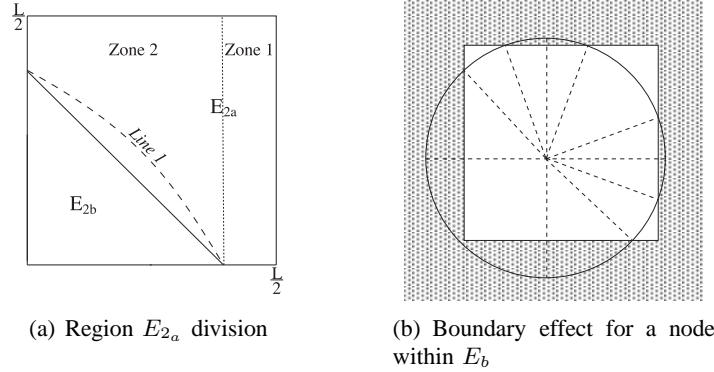 L
2
Zone 2
Zone 1
E2a
Line 1
E2b
L
2
(a) Region E2a division
(b) Boundary effect for a node
within Eb